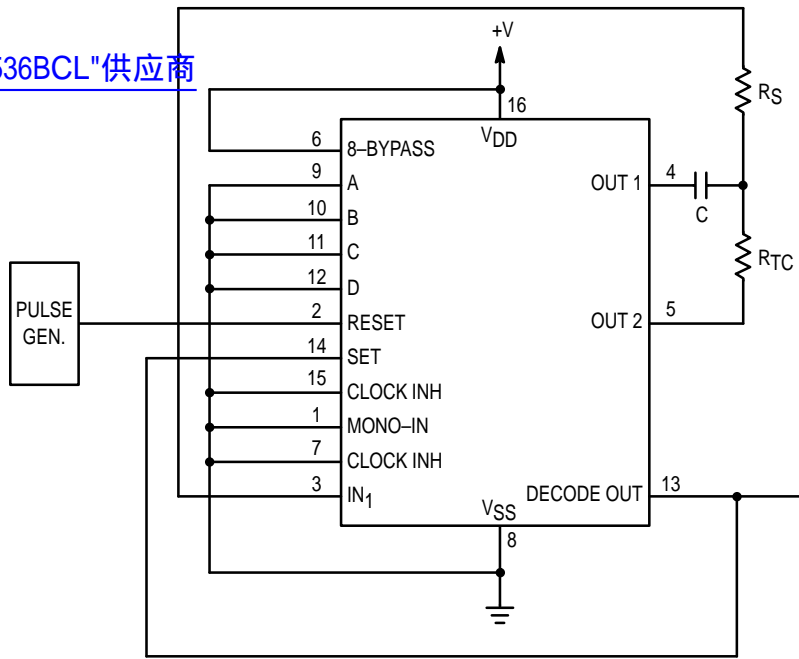 536BCL"供应商
+V
16
RS
6
8–BYPASS
VDD
9
A
OUT 1
4
C
10
B
11
C
RTC
12
D
PULSE
GEN.
2
RESET
OUT 2
5
14
SET
15
CLOCK INH
1
MONO–IN
7
CLOCK INH
3
IN1
DECODE OUT
13
VSS
8